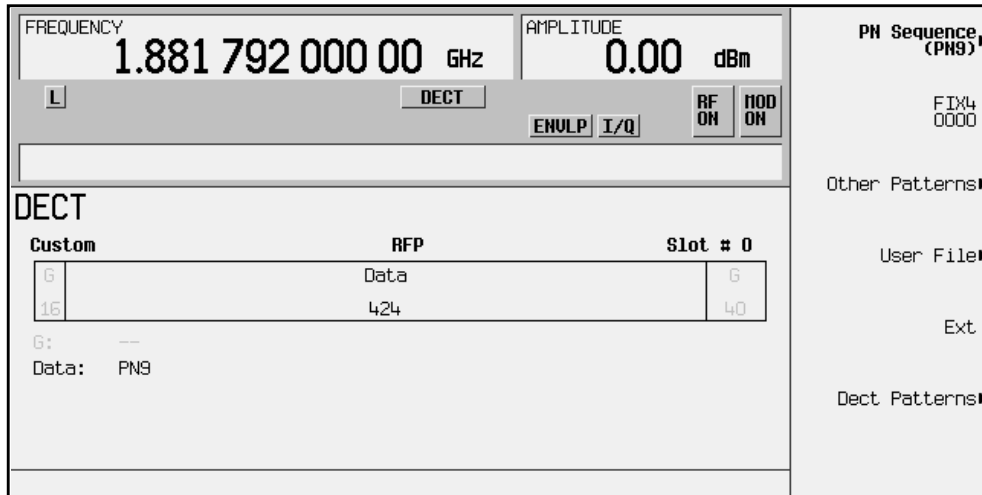 FREQUENCY
1.881 792 000 00 GHz
AMPLITUDE
0.00 dBm
L
DECT
ENVLP I/Q
RF ON
MOD ON
DECT
Custom RFP Slot # 0
G Data G
16 424 40
G: --
Data: PN9
PN Sequence
(PN9)
FIX4
0000
Other Patterns
User File
Ext
Dect Patterns